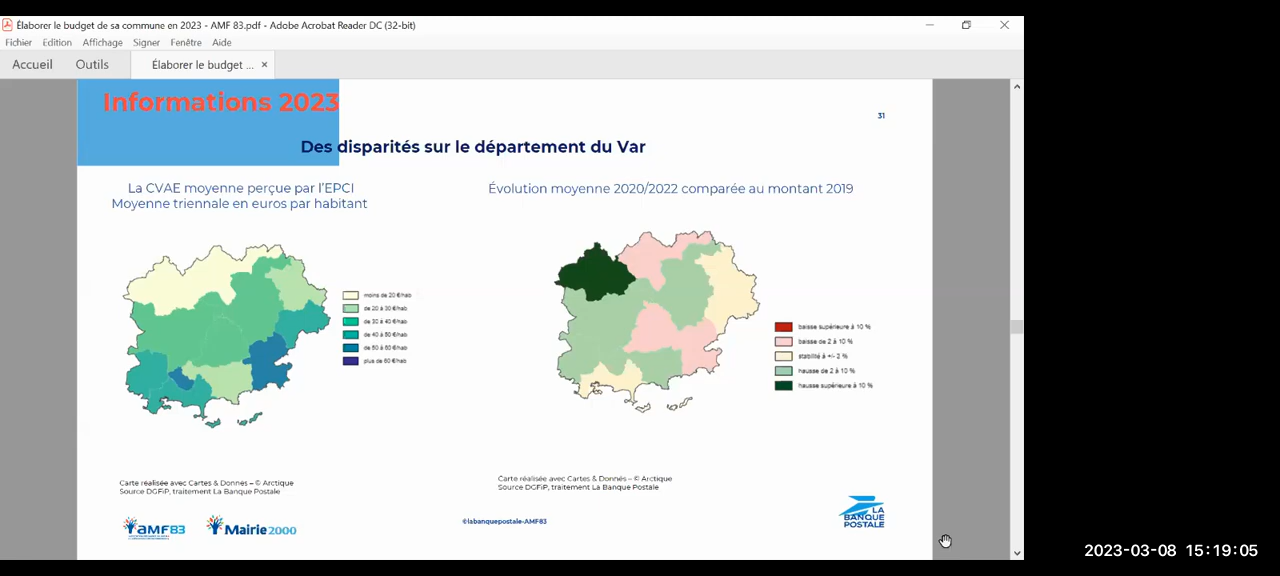 Élaborer le budget de sa commune en 2023 - AMF 83.pdf - Adobe Acrobat Reader DC (32-bit)
Fichier Edition Affichage Signer Fenêtre Aide
Accueil Outils Élaborer le budget ... ×
Informations 2023
31
Des disparités sur le département du Var
La CVAE moyenne perçue par l'EPCI
Moyenne triennale en euros par habitant
moins de 20 €/hab
de 20 à 30 €/hab
de 30 à 40 €/hab
de 40 à 50 €/hab
de 50 à 60 €/hab
plus de 60 €/hab
Évolution moyenne 2020/2022 comparée au montant 2019
baisse supérieure à 10 %
baisse de 2 à 10 %
stabilité à +/- 2 %
hausse de 2 à 10 %
hausse supérieure à 10 %
Carte réalisée avec Cartes & Données – © Arctique
Source DGFiP, traitement La Banque Postale
Carte réalisée avec Cartes & Données – © Arctique
Source DGFiP, traitement La Banque Postale
AMF83
Mairie2000
©labanquepostale-AMF83
LA
BANQUE
POSTALE
2023-03-08 15:19:05